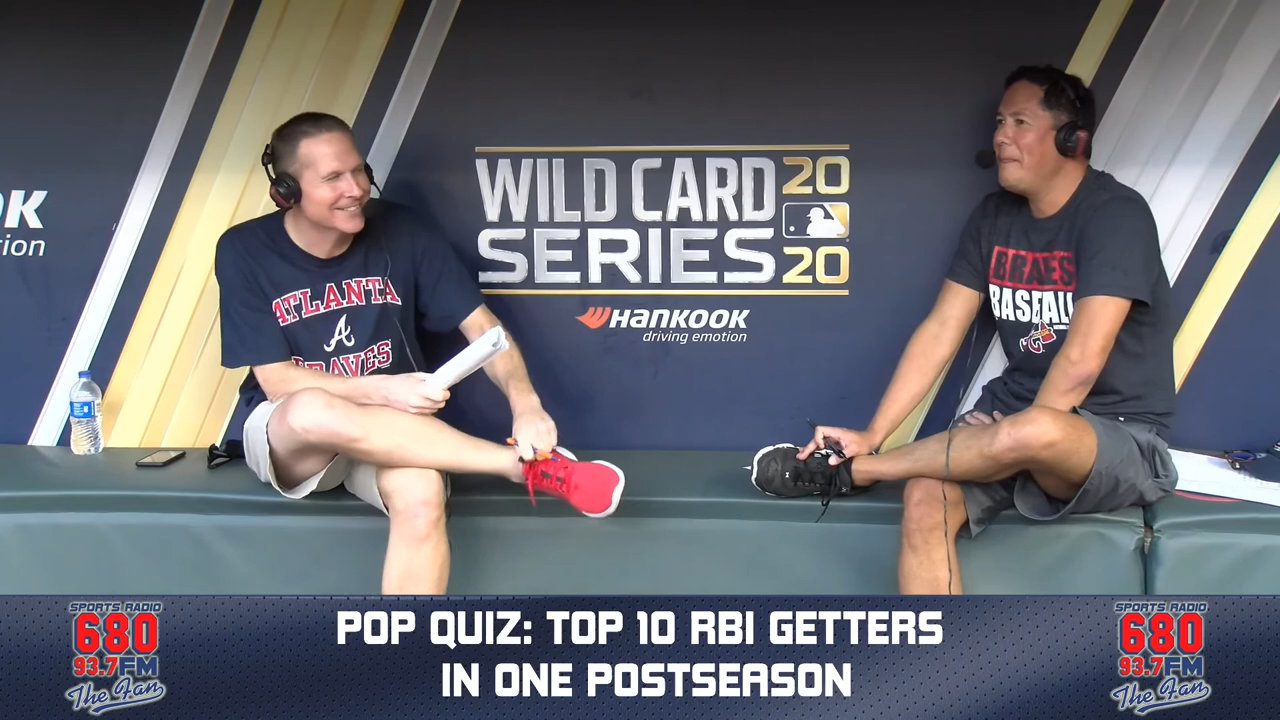 OK
ion
WILD CARD
SERIES
20
20
HANKOOK
driving emotion
ATLANTA
A
BRAVES
BRAVES
BASEBALL
SPORTS RADIO
680
93.7FM
The Fan
POP QUIZ: TOP 10 RBI GETTERS
IN ONE POSTSEASON
SPORTS RADIO
680
93.7FM
The Fan